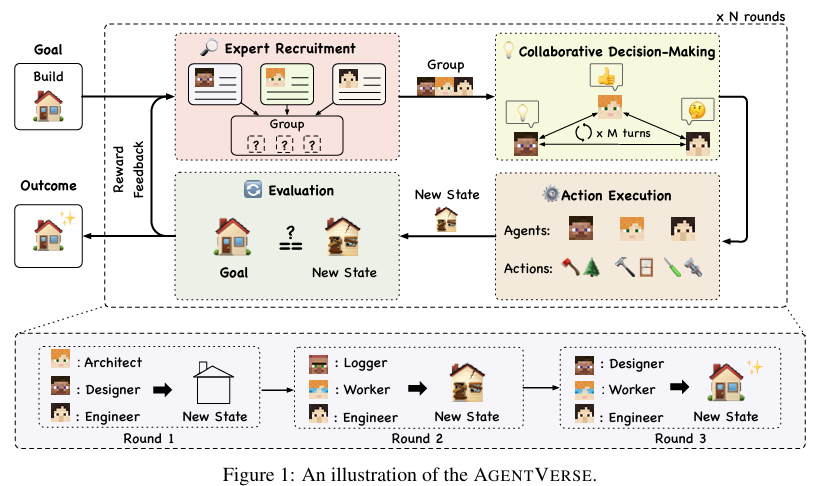 x N rounds
Goal
Build
Expert Recruitment
Group
? ? ?
Group
Collaborative Decision-Making
x M turns
Reward
Feedback
Outcome
Evaluation
?
==
Goal
New State
New State
Action Execution
Agents:
Actions:
: Architect
: Designer
: Engineer
New State
Round 1
: Logger
: Worker
: Engineer
New State
Round 2
: Designer
: Worker
: Engineer
New State
Round 3
Figure 1: An illustration of the AGENTVERSE.